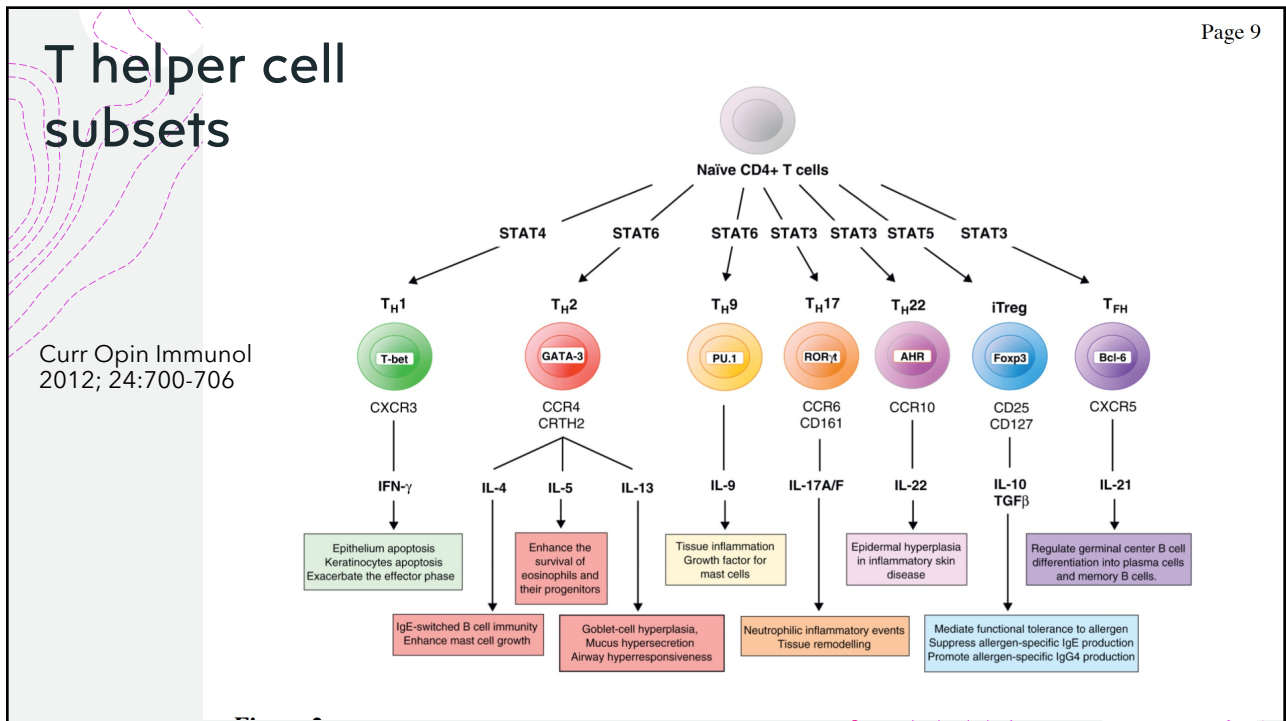 Page 9
T helper cell
subsets
Curr Opin Immunol
2012; 24:700-706
Naïve CD4+ T cells
STAT4
STAT6
STAT6
STAT3
STAT3
STAT5
STAT3
TH1
TH2
TH9
TH17
TH22
iTreg
TFH
T-bet
GATA-3
PU.1
RORγt
AHR
Foxp3
Bcl-6
CXCR3
CCR4
CRTH2
CCR6
CD161
CCR10
CD25
CD127
CXCR5
IFN-γ
IL-4
IL-5
IL-13
IL-9
IL-17A/F
IL-22
IL-10
TGFβ
IL-21
Epithelium apoptosis
Keratinocytes apoptosis
Exacerbate the effector phase
Enhance the
survival of
eosinophils and
their progenitors
Tissue inflammation
Growth factor for
mast cells
Epidermal hyperplasia
in inflammatory skin
disease
Regulate germinal center B cell
differentiation into plasma cells
and memory B cells.
IgE-switched B cell immunity
Enhance mast cell growth
Goblet-cell hyperplasia,
Mucus hypersecretion
Airway hyperresponsiveness
Neutrophilic inflammatory events
Tissue remodelling
Mediate functional tolerance to allergen
Suppress allergen-specific IgE production
Promote allergen-specific IgG4 production